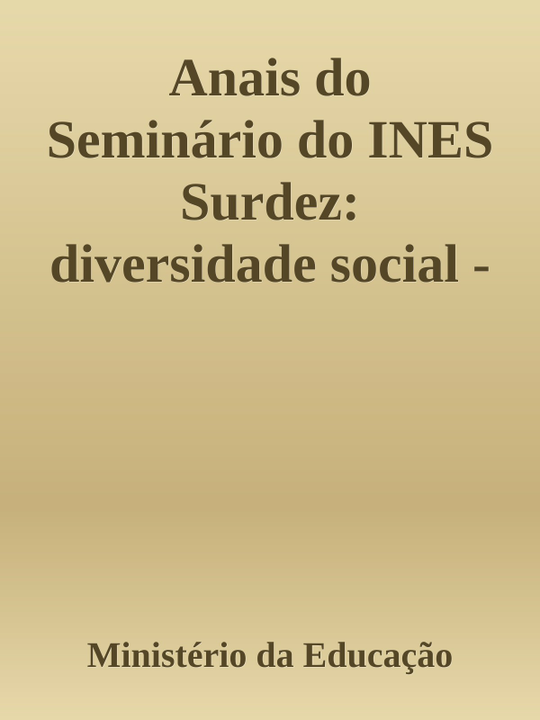 Anais do
Seminário do INES
Surdez:
diversidade social -
Ministério da Educação